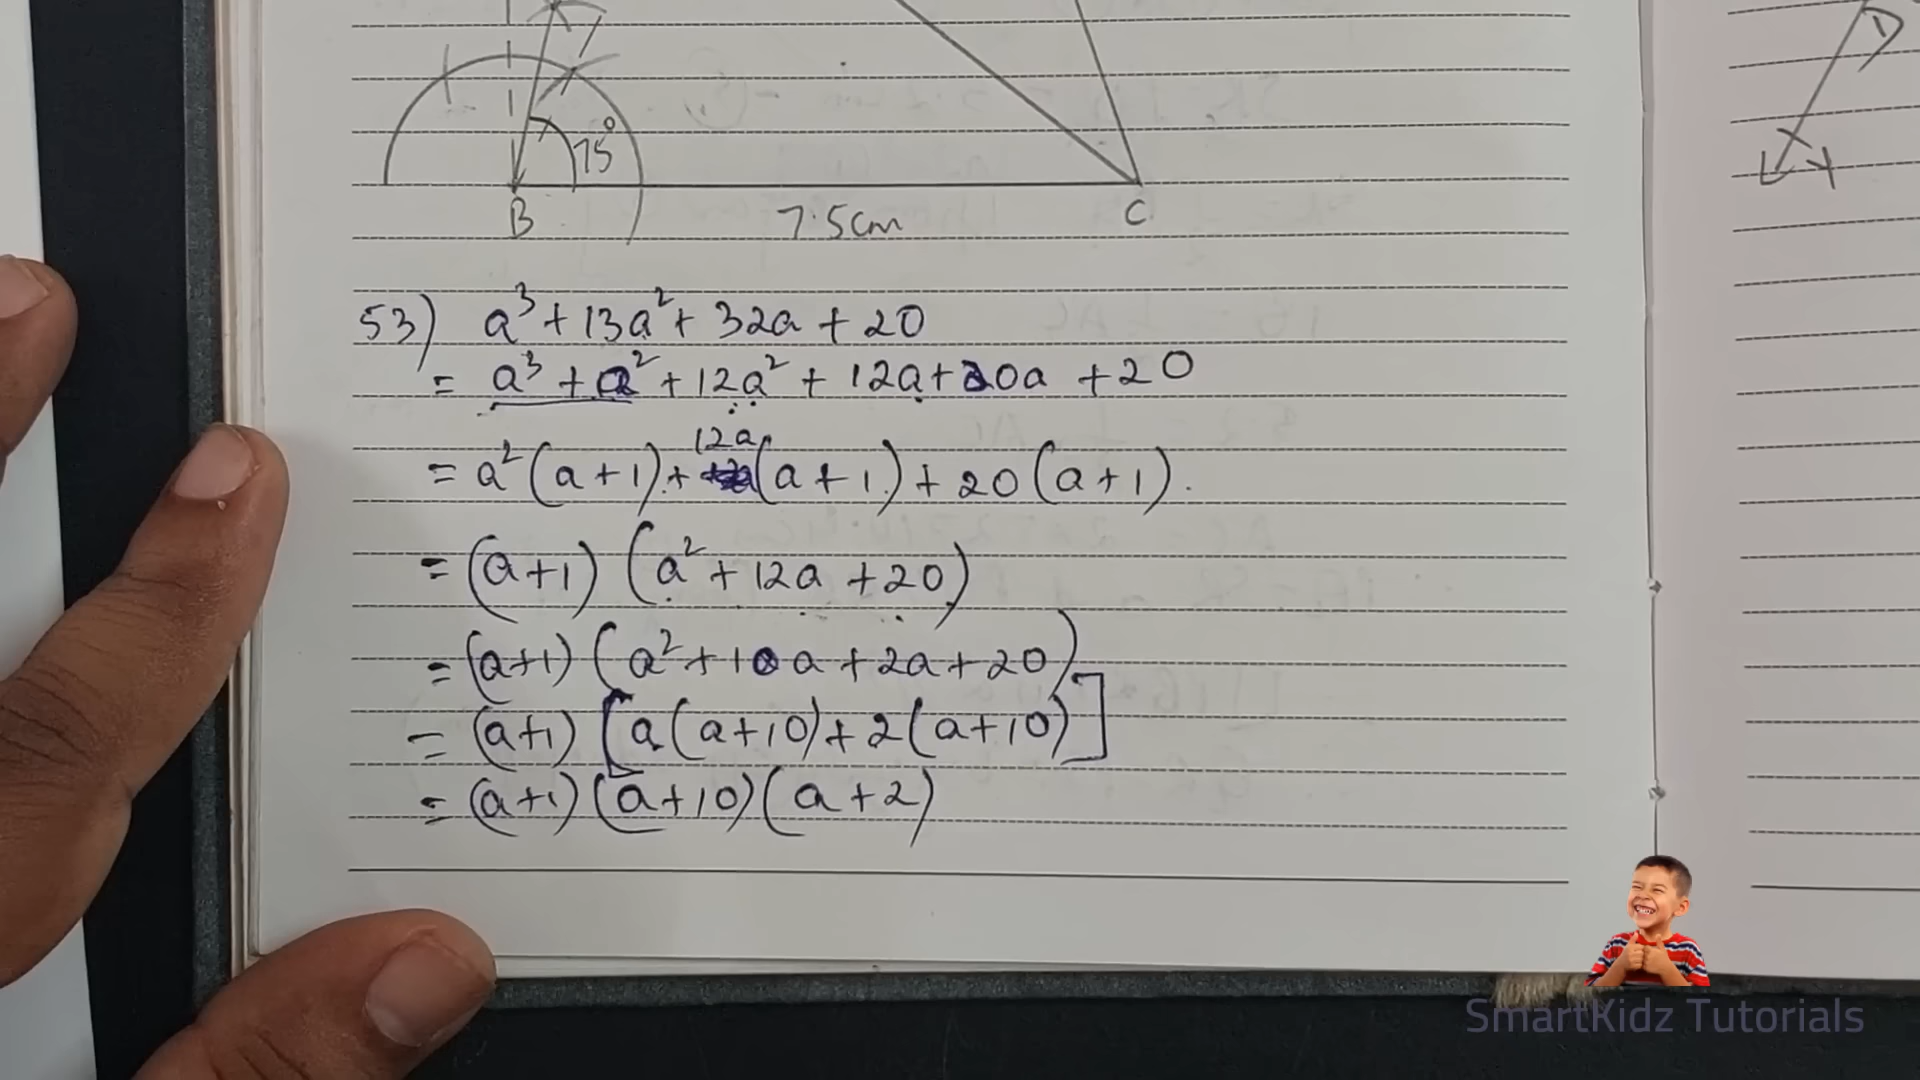 75°
B 7.5cm C
53) a³ + 13a² + 32a + 20
= a³ + a² + 12a² + 12a + 20a + 20
12a
= a² (a+1) + (a+1) + 20 (a+1).
= (a+1) (a² + 12a + 20)
= (a+1) (a² + 10a + 2a + 20)
= (a+1) [a (a+10) + 2 (a+10)]
= (a+1) (a+10) (a+2)
SmartKidz Tutorials